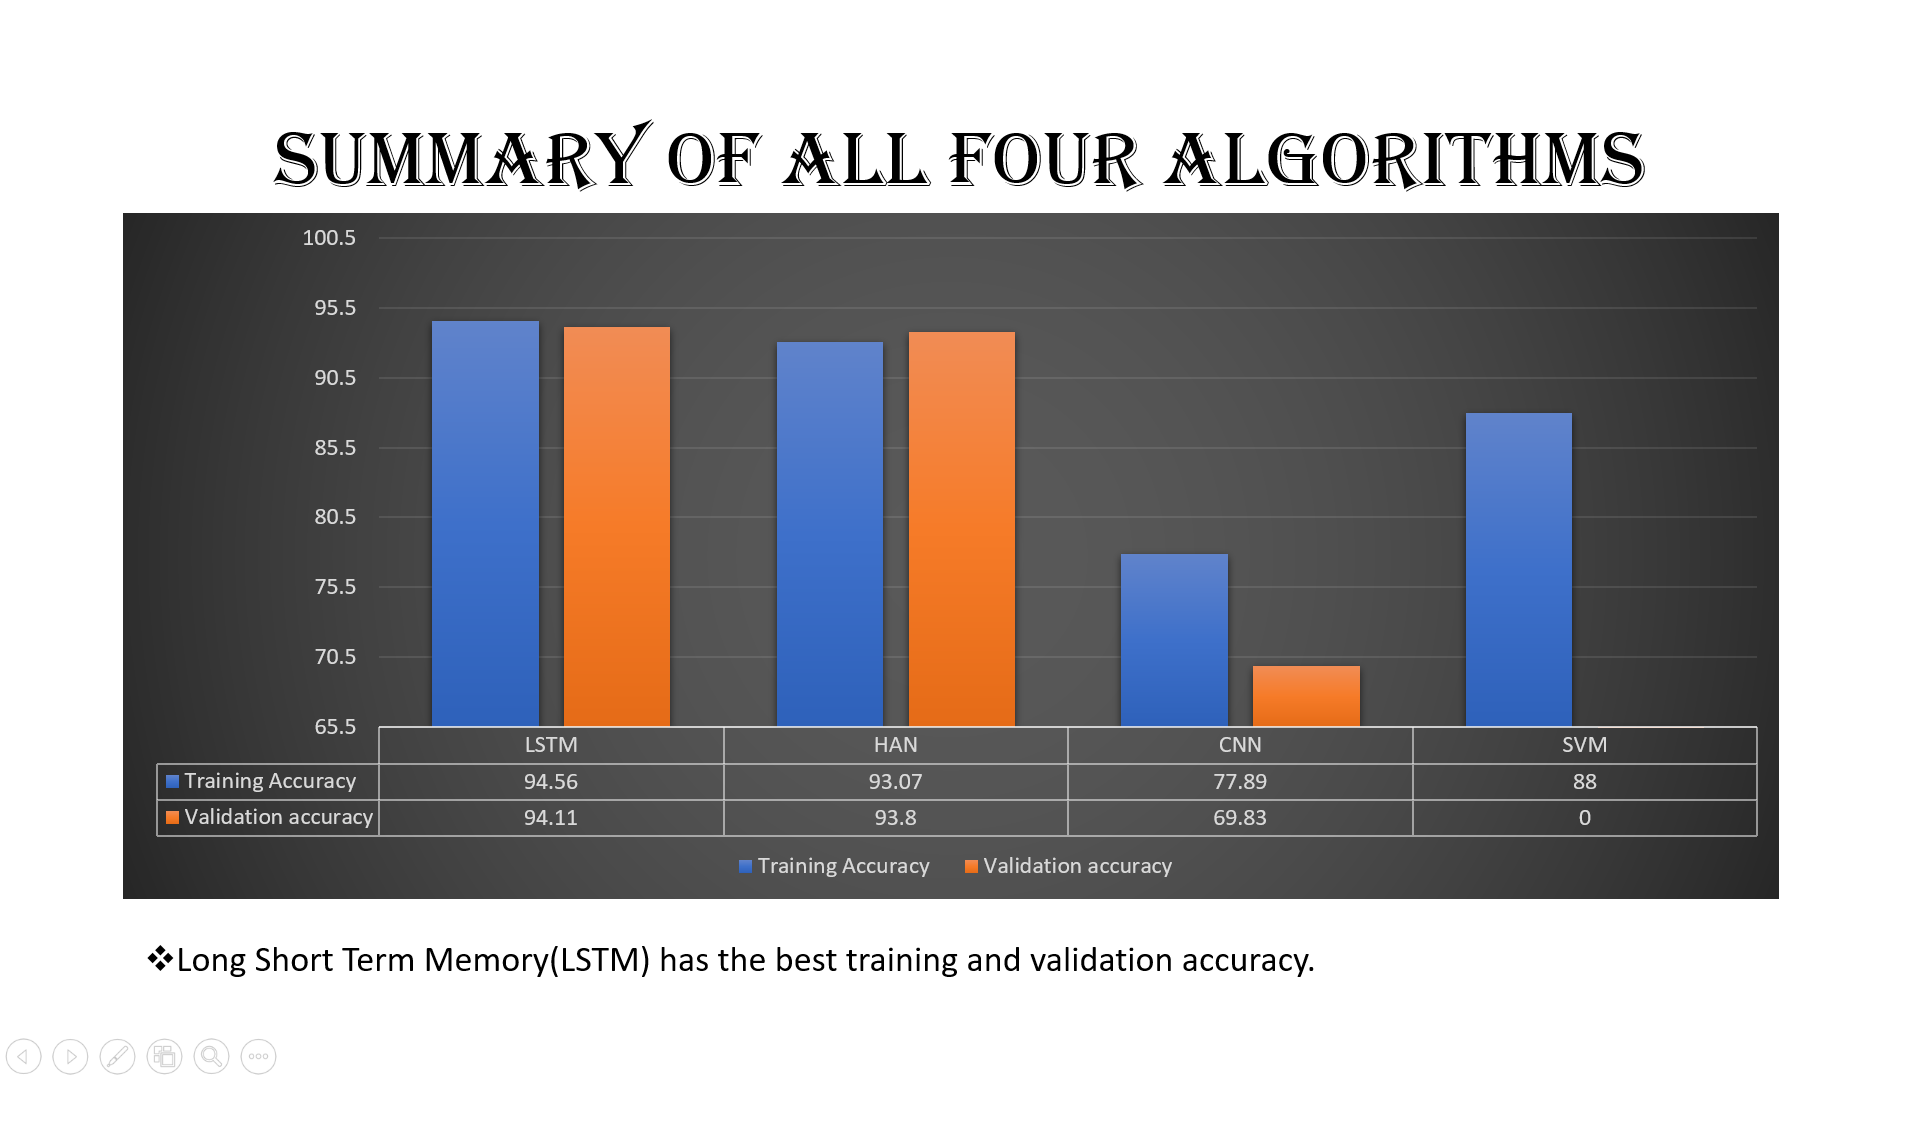 SUMMARY OF ALL FOUR ALGORITHMS
100.5
95.5
90.5
85.5
80.5
75.5
70.5
65.5
LSTM HAN CNN SVM
Training Accuracy 94.56 93.07 77.89 88
Validation accuracy 94.11 93.8 69.83 0
Training Accuracy Validation accuracy
❖Long Short Term Memory(LSTM) has the best training and validation accuracy.